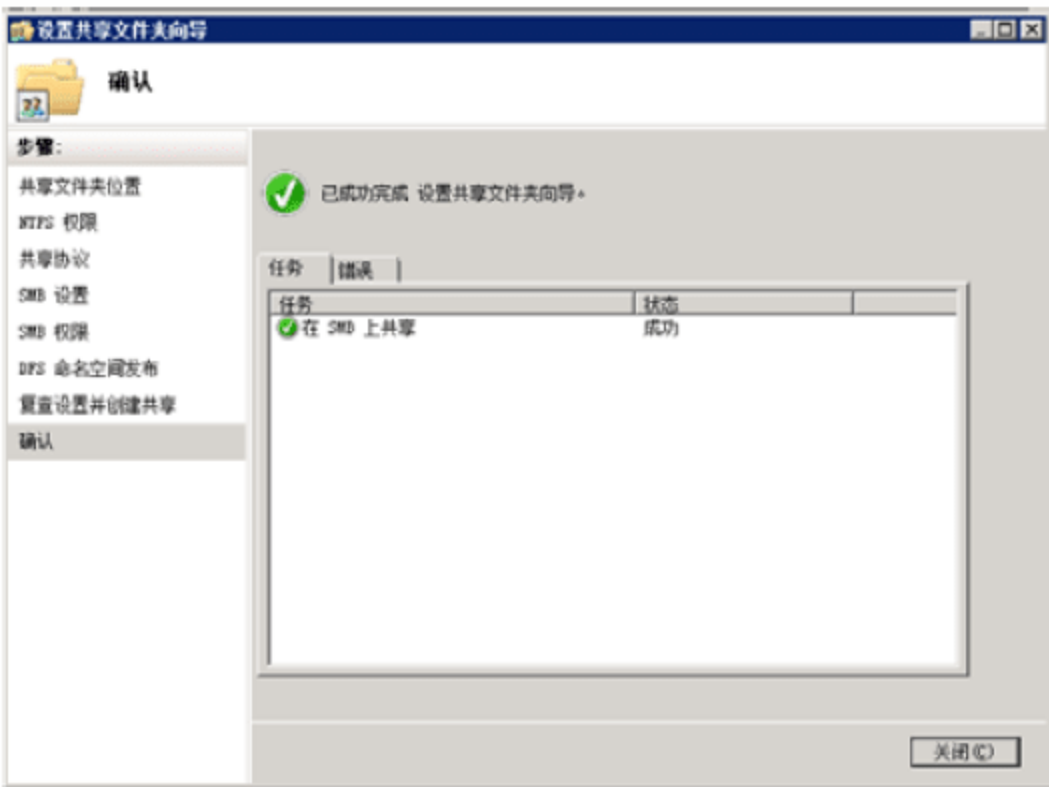 设置共享文件夹向导
确认
步骤:
共享文件夹位置
NTFS 权限
共享协议
SMB 设置
SMB 权限
DFS 命名空间发布
复查设置并创建共享
确认
已成功完成 设置共享文件夹向导。
任务 错误
任务 状态
在 SMB 上共享 成功
关闭(C)